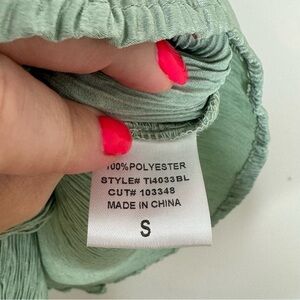 100%POLYESTER
STYLE# TI4033BL
CUT# 103348
MADE IN CHINA
S